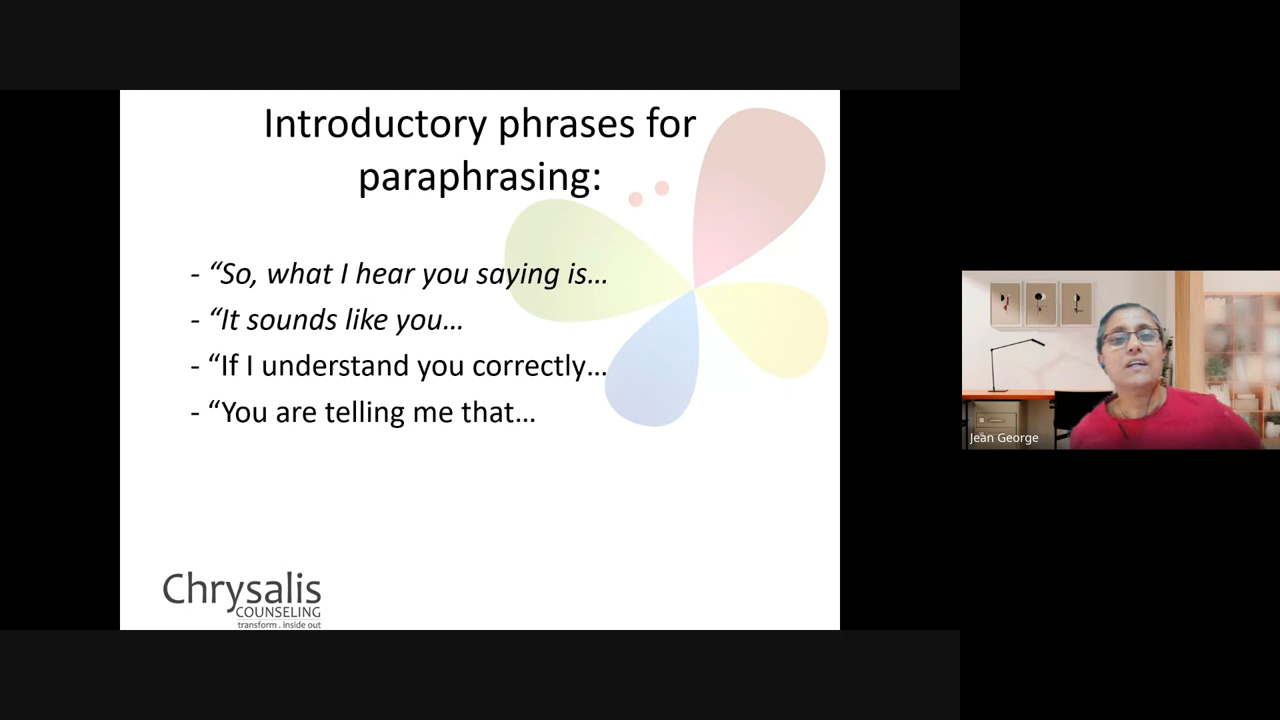 Introductory phrases for
paraphrasing:
- “So, what I hear you saying is…
- “It sounds like you…
- “If I understand you correctly…
- “You are telling me that…
Chrysalis
COUNSELING
transform . inside out
Jean George